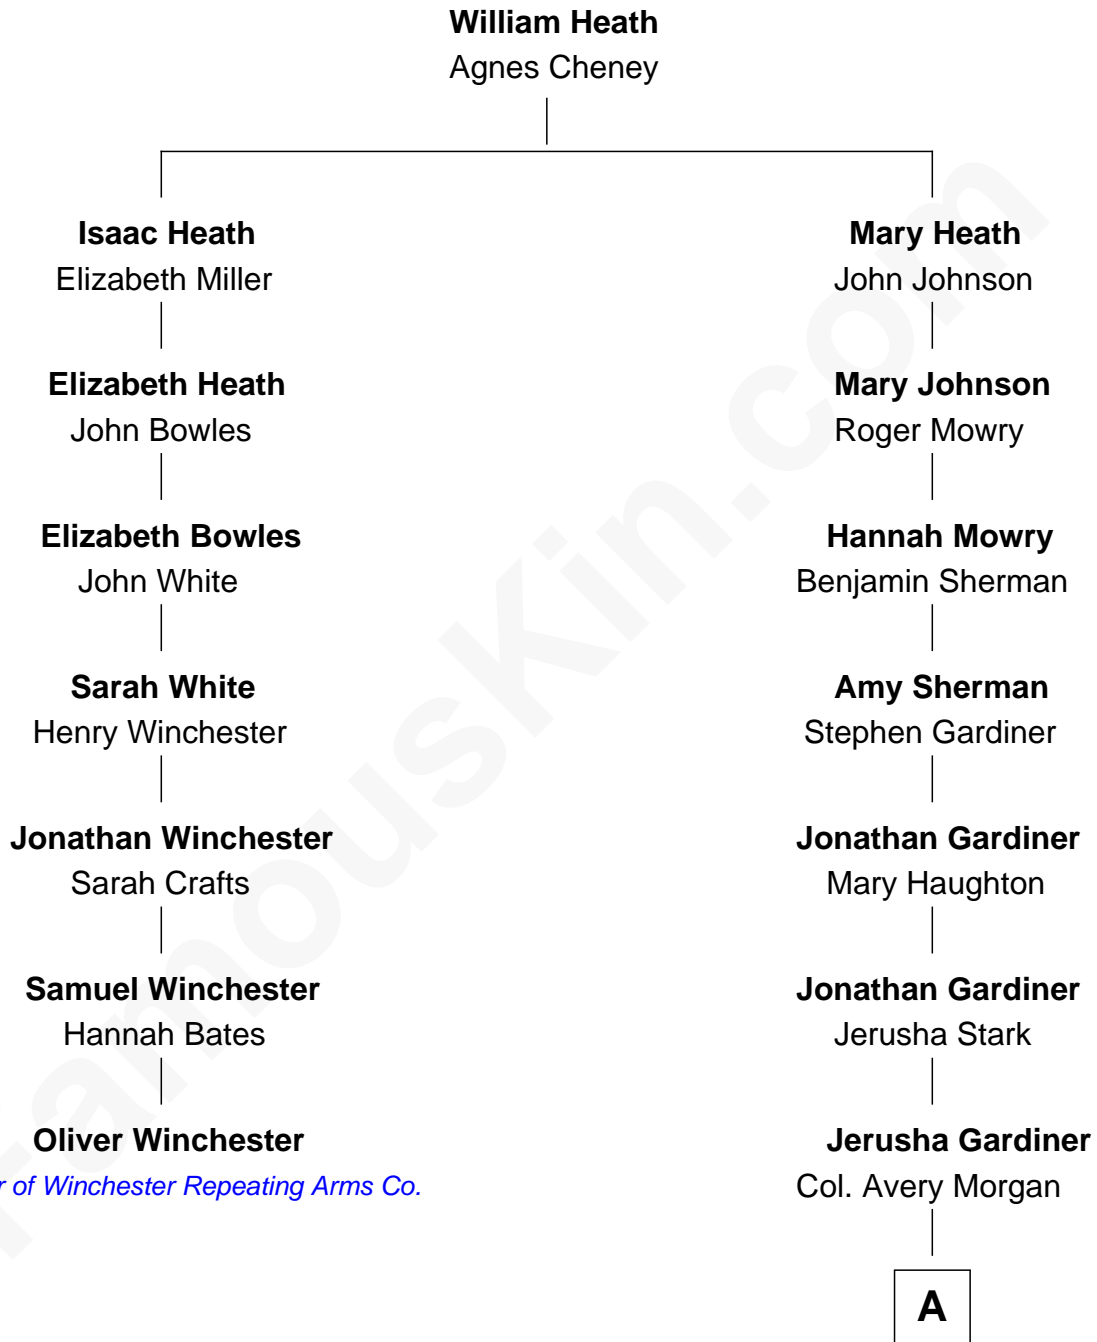 William Heath
Agnes Cheney
Isaac Heath
Elizabeth Miller
Mary Heath
John Johnson
Elizabeth Heath
John Bowles
Mary Johnson
Roger Mowry
Elizabeth Bowles
John White
Hannah Mowry
Benjamin Sherman
Sarah White
Henry Winchester
Amy Sherman
Stephen Gardiner
Jonathan Winchester
Sarah Crafts
Jonathan Gardiner
Mary Haughton
Samuel Winchester
Hannah Bates
Jonathan Gardiner
Jerusha Stark
Oliver Winchester
r of Winchester Repeating Arms Co.
Jerusha Gardiner
Col. Avery Morgan
A
FamousKin.com